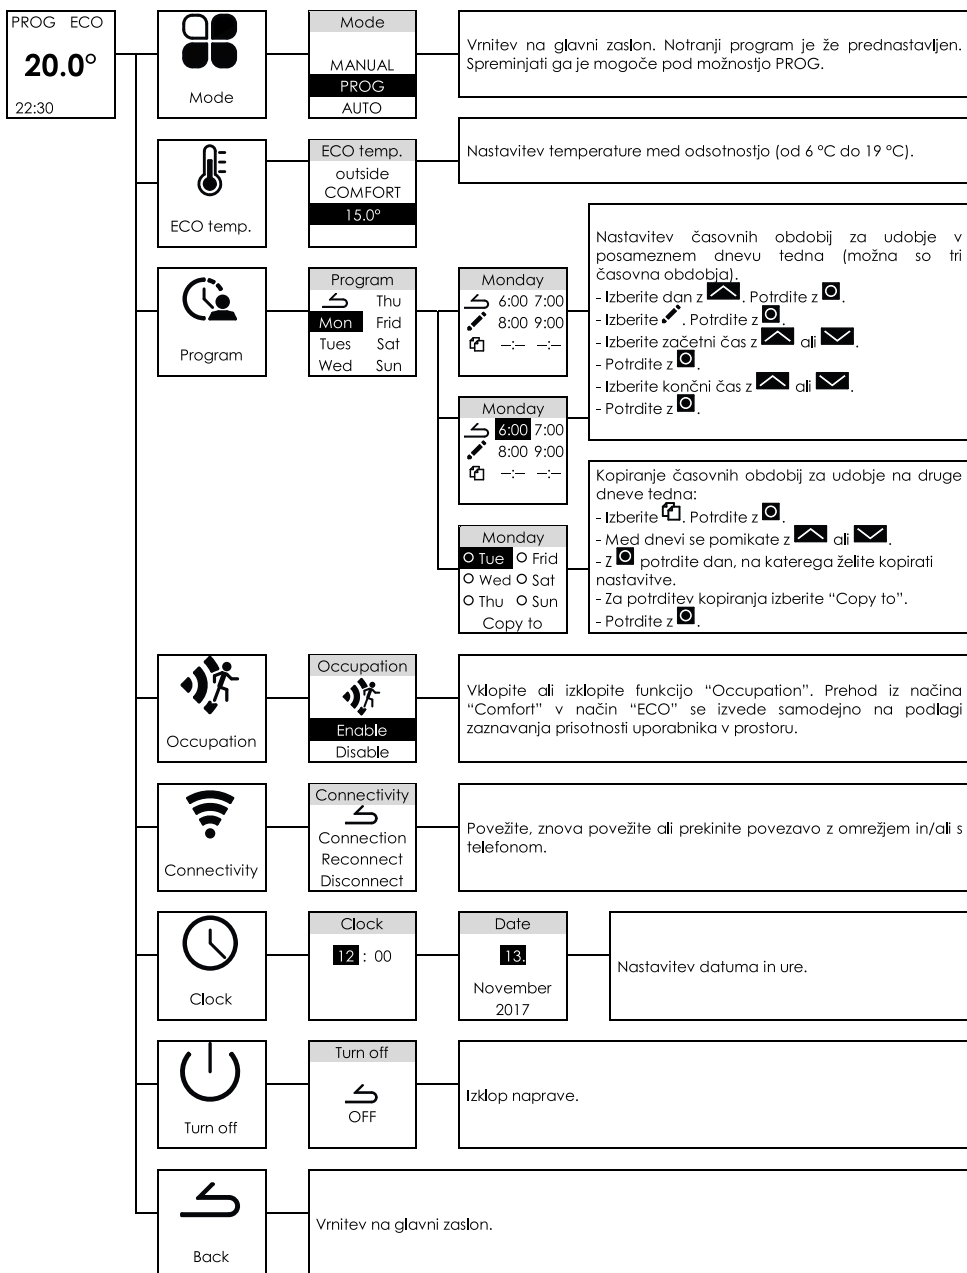 PROG ECO
20.0°
22:30
Mode
Mode
MANUAL
PROG
AUTO
Vrnitev na glavni zaslon. Notranji program je že prednastavljen.
Spreminjati ga je mogoče pod možnostjo PROG.
ECO temp.
ECO temp.
outside
COMFORT
15.0°
Nastavitev temperature med odsotnostjo (od 6 °C do 19 °C).
Program
Program
Thu
Mon Frid
Tues Sat
Wed Sun
Monday
6:00 7:00
8:00 9:00
–:– –:–
Monday
6:00 7:00
8:00 9:00
–:– –:–
Nastavitev časovnih obdobij za udobje v
posameznem dnevu tedna (možna so tri
časovna obdobja).
- Izberite dan z . Potrdite z .
- Izberite . Potrdite z .
- Izberite začetni čas z ali .
- Potrdite z .
- Izberite končni čas z ali .
- Potrdite z .
Monday
Tue Frid
Wed Sat
Thu Sun
Copy to
Kopiranje časovnih obdobij za udobje na druge
dneve tedna:
- Izberite . Potrdite z .
- Med dnevi se pomikate z ali .
- Z potrdite dan, na katerega želite kopirati
nastavitve.
- Za potrditev kopiranja izberite “Copy to”.
- Potrdite z .
Occupation
Occupation
Enable
Disable
Vklopite ali izklopite funkcijo “Occupation”. Prehod iz načina
“Comfort” v način “ECO” se izvede samodejno na podlagi
zaznavanja prisotnosti uporabnika v prostoru.
Connectivity
Connectivity
Connection
Reconnect
Disconnect
Povežite, znova povežite ali prekinite povezavo z omrežjem in/ali s
telefonom.
Clock
Clock
12 : 00
Date
13.
November
2017
Nastavitev datuma in ure.
Turn off
Turn off
OFF
Izklop naprave.
Back
Vrnitev na glavni zaslon.